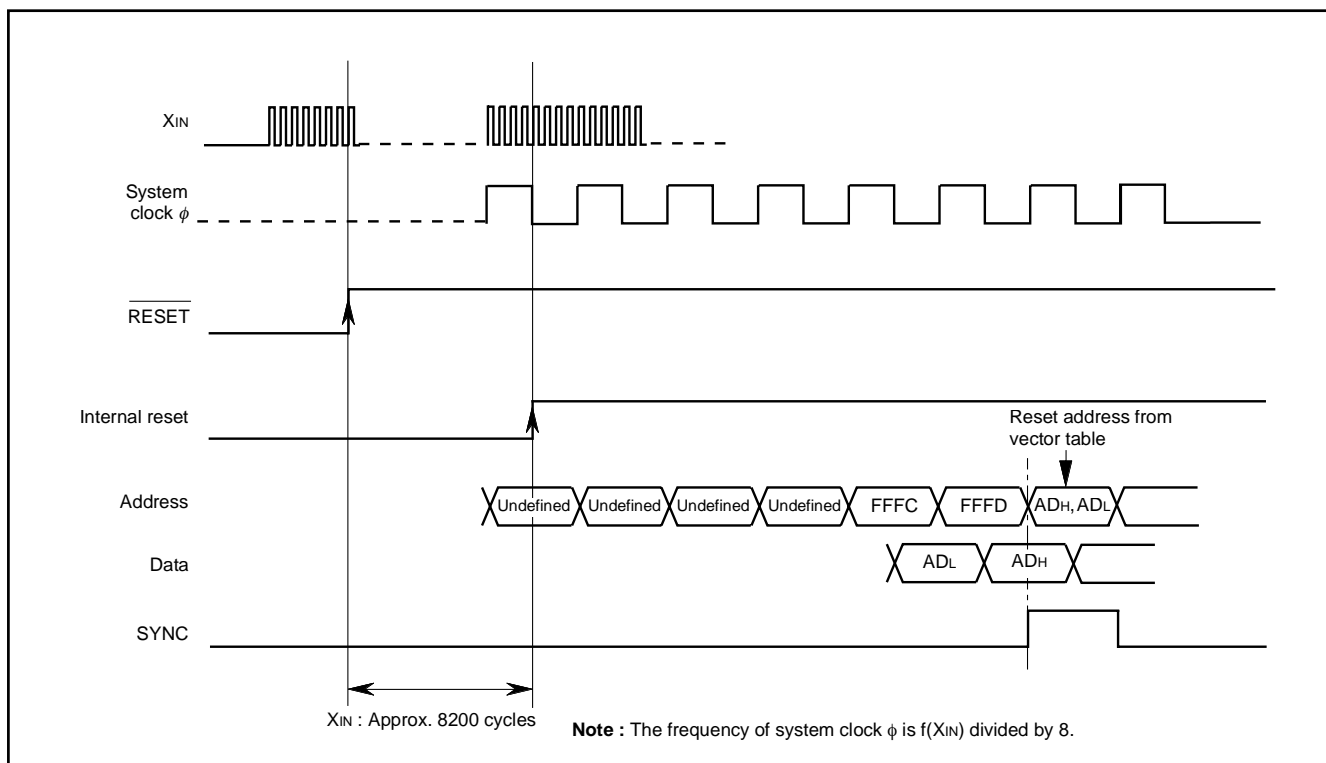 XIN
System
clock ϕ
RESET
Internal reset
Reset address from
vector table
Address
Undefined Undefined Undefined Undefined FFFC FFFD ADH, ADL
Data
ADL ADH
SYNC
XIN : Approx. 8200 cycles
Note : The frequency of system clock ϕ is f(XIN) divided by 8.